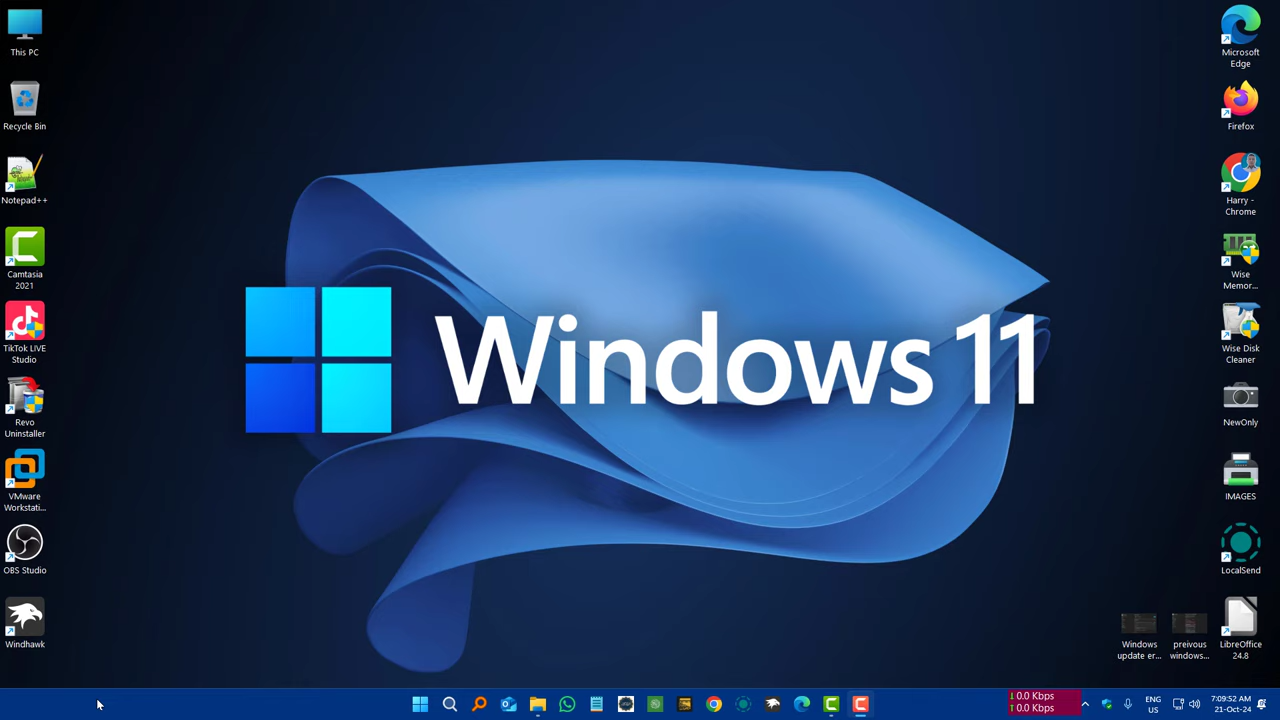 This PC
Recycle Bin
Notepad++
Camtasia
2021
TikTok LIVE
Studio
Revo
Uninstaller
VMware
Workstati...
OBS Studio
Windhawk
Windows 11
Microsoft
Edge
Firefox
Harry -
Chrome
Wise
Memor...
Wise Disk
Cleaner
NewOnly
IMAGES
LocalSend
Windows
update er...
preivous
windows...
LibreOffice
24.8
0.0 Kbps
0.0 Kbps
ENG
US
7:09:52 AM
21-Oct-24